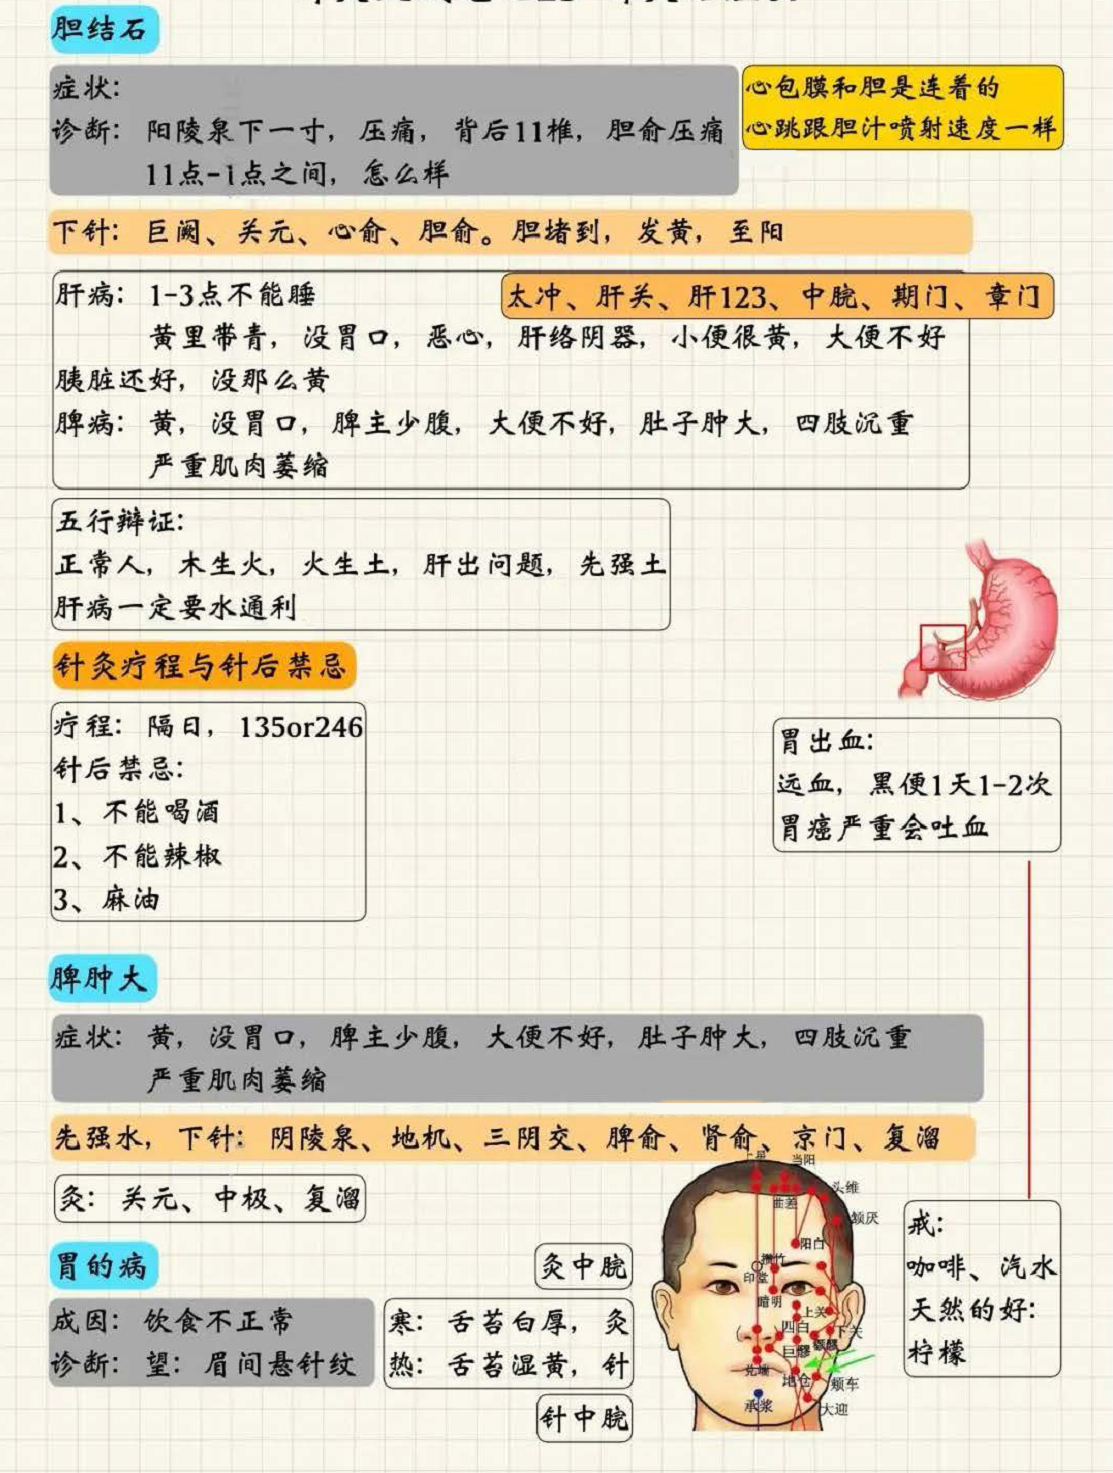 胆结石
症状：
诊断：阳陵泉下一寸，压痛，背后11椎，胆俞压痛
11点-1点之间，怎么样
心包膜和胆是连着的
心跳跟胆汁喷射速度一样
下针：巨阙、关元、心俞、胆俞。胆堵到，发黄，至阳
肝病：1-3点不能睡
太冲、肝关、肝123、中脘、期门、章门
黄里带青，没胃口，恶心，肝络阴器，小便很黄，大便不好
胰脏还好，没那么黄
脾病：黄，没胃口，脾主少腹，大便不好，肚子肿大，四肢沉重
严重肌肉萎缩
五行辩证：
正常人，木生火，火生土，肝出问题，先强土
肝病一定要水通利
针灸疗程与针后禁忌
疗程：隔日，135or246
针后禁忌：
1、不能喝酒
2、不能辣椒
3、麻油
胃出血：
远血，黑便1天1-2次
胃癌严重会吐血
脾肿大
症状：黄，没胃口，脾主少腹，大便不好，肚子肿大，四肢沉重
严重肌肉萎缩
先强水，下针：阴陵泉、地机、三阴交、脾俞、肾俞、京门、复溜
灸：关元、中极、复溜
胃的病
成因：饮食不正常
诊断：望：眉间悬针纹
灸中脘
寒：舌苔白厚，灸
热：舌苔湿黄，针
针中脘
上星
当阳
头维
曲差
颔厌
阳白
攒竹
印堂
睛明
上关
四白
下关
巨髎
颧髎
兑端
地仓
颊车
承浆
大迎
戒：
咖啡、汽水
天然的好：
柠檬